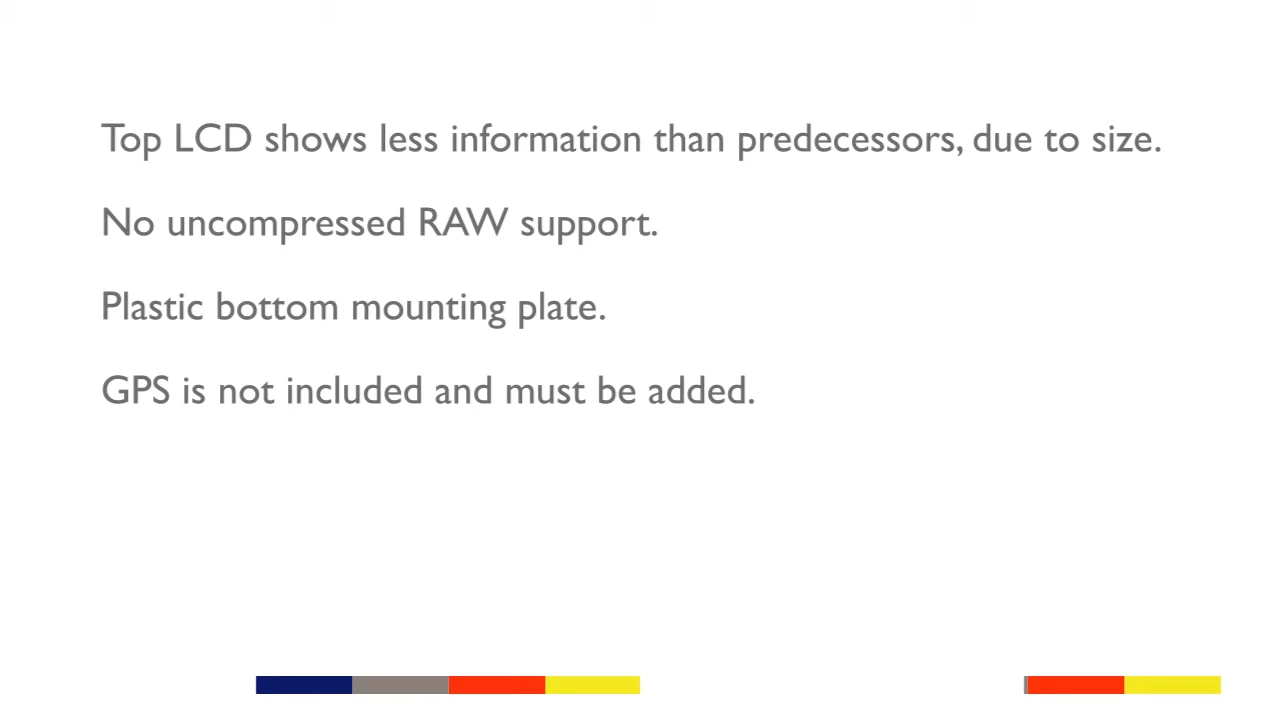 Top LCD shows less information than predecessors, due to size.
No uncompressed RAW support.
Plastic bottom mounting plate.
GPS is not included and must be added.